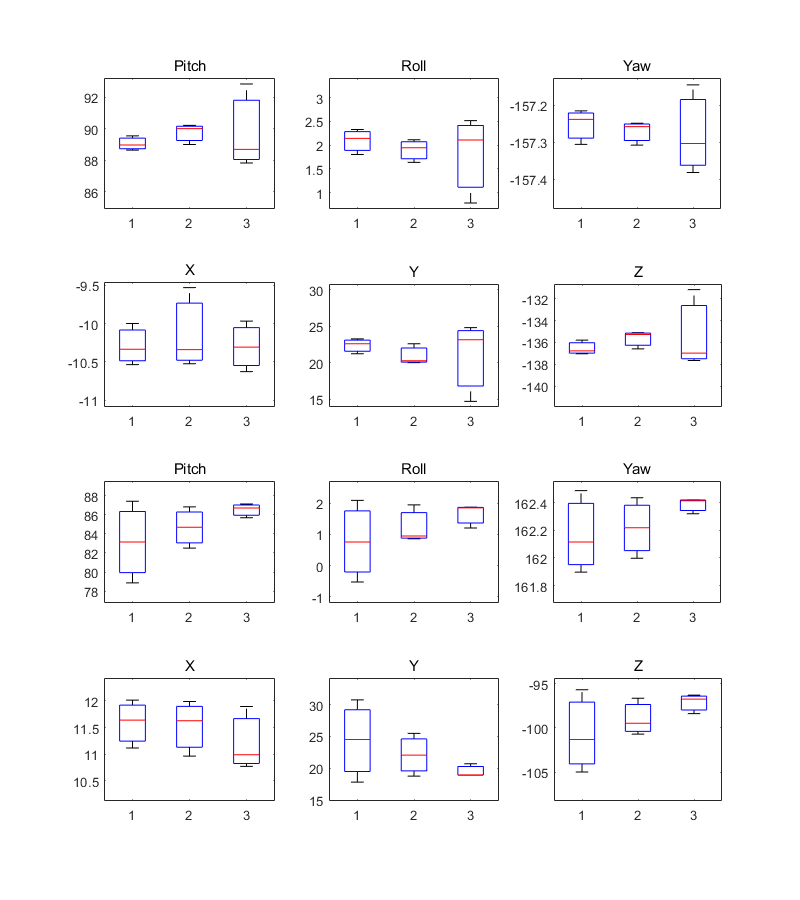 Pitch Roll Yaw
92 3 -157.2
90 2.5
2 -157.3
88 1.5
86 1 -157.4
1 2 3 1 2 3 1 2 3
X Y Z
-9.5 30 -132
-10 25 -134
-136
-10.5 20 -138
-11 15 -140
1 2 3 1 2 3 1 2 3
Pitch Roll Yaw
88 2 162.4
86
84 1 162.2
82 0 162
80
78 -1 161.8
1 2 3 1 2 3 1 2 3
X Y Z
12 30 -95
11.5 25 -100
11 20
10.5 15 -105
1 2 3 1 2 3 1 2 3